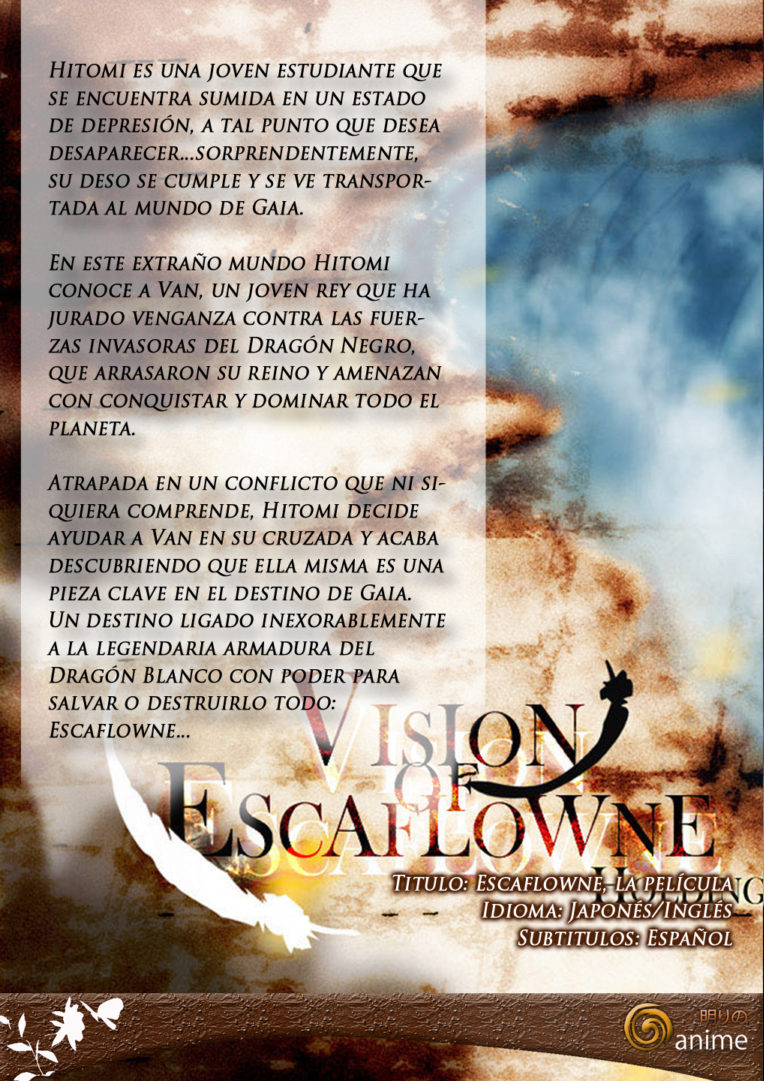 Hitomi es una joven estudiante que
se encuentra sumida en un estado
de depresión, a tal punto que desea
desaparecer...sorprendentemente,
su deso se cumple y se ve transpor-
tada al mundo de Gaia.
En este extraño mundo Hitomi
conoce a Van, un joven rey que ha
jurado venganza contra las fuer-
zas invasoras del Dragón Negro,
que arrasaron su reino y amenazan
con conquistar y dominar todo el
planeta.
Atrapada en un conflicto que ni si-
quiera comprende, Hitomi decide
ayudar a Van en su cruzada y acaba
descubriendo que ella misma es una
pieza clave en el destino de Gaia.
Un destino ligado inexorablemente
a la legendaria armadura del
Dragón Blanco con poder para
salvar o destruirlo todo:
Escaflowne...
Vision
of
Escaflowne
Holding
Titulo: Escaflowne, la película
Idioma: Japonés/Inglés
Subtitulos: Español
明りの
anime